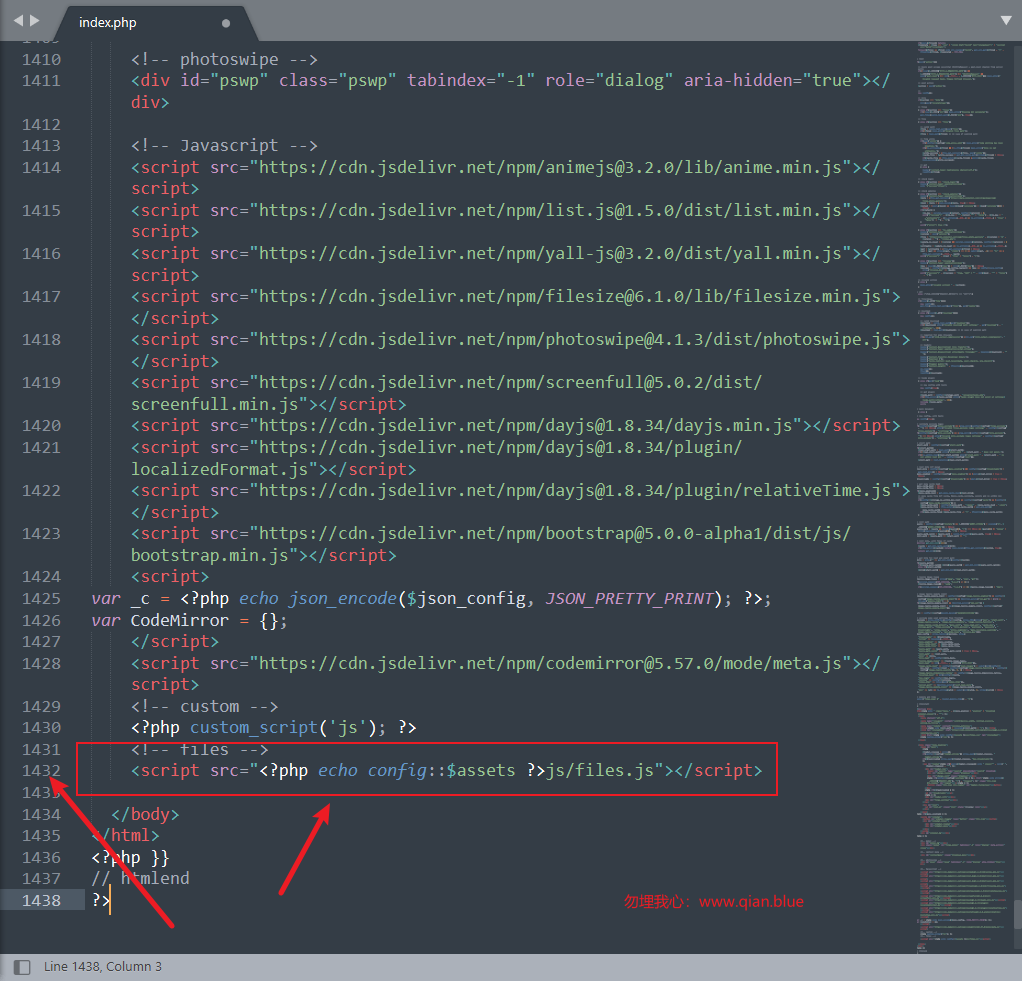 index.php
1410 <!-- photoswipe -->
1411 <div id="pswp" class="pswp" tabindex="-1" role="dialog" aria-hidden="true"></
div>
1412
1413 <!-- Javascript -->
1414 <script src="https://cdn.jsdelivr.net/npm/animejs@3.2.0/lib/anime.min.js"></
script>
1415 <script src="https://cdn.jsdelivr.net/npm/list.js@1.5.0/dist/list.min.js"></
script>
1416 <script src="https://cdn.jsdelivr.net/npm/yall-js@3.2.0/dist/yall.min.js"></
script>
1417 <script src="https://cdn.jsdelivr.net/npm/filesize@6.1.0/lib/filesize.min.js">
</script>
1418 <script src="https://cdn.jsdelivr.net/npm/photoswipe@4.1.3/dist/photoswipe.js">
</script>
1419 <script src="https://cdn.jsdelivr.net/npm/screenfull@5.0.2/dist/
screenfull.min.js"></script>
1420 <script src="https://cdn.jsdelivr.net/npm/dayjs@1.8.34/dayjs.min.js"></script>
1421 <script src="https://cdn.jsdelivr.net/npm/dayjs@1.8.34/plugin/
localizedFormat.js"></script>
1422 <script src="https://cdn.jsdelivr.net/npm/dayjs@1.8.34/plugin/relativeTime.js">
</script>
1423 <script src="https://cdn.jsdelivr.net/npm/bootstrap@5.0.0-alpha1/dist/js/
bootstrap.min.js"></script>
1424 <script>
1425 var _c = <?php echo json_encode($json_config, JSON_PRETTY_PRINT); ?>;
1426 var CodeMirror = {};
1427 </script>
1428 <script src="https://cdn.jsdelivr.net/npm/codemirror@5.57.0/mode/meta.js"></
script>
1429 <!-- custom -->
1430 <?php custom_script('js'); ?>
1431 <!-- files -->
1432 <script src="<?php echo config::$assets ?>js/files.js"></script>
1433
1434 </body>
1435 </html>
1436 <?php }}
1437 // htmlend
1438 ?>
勿埋我心：www.qian.blue
Line 1438, Column 3